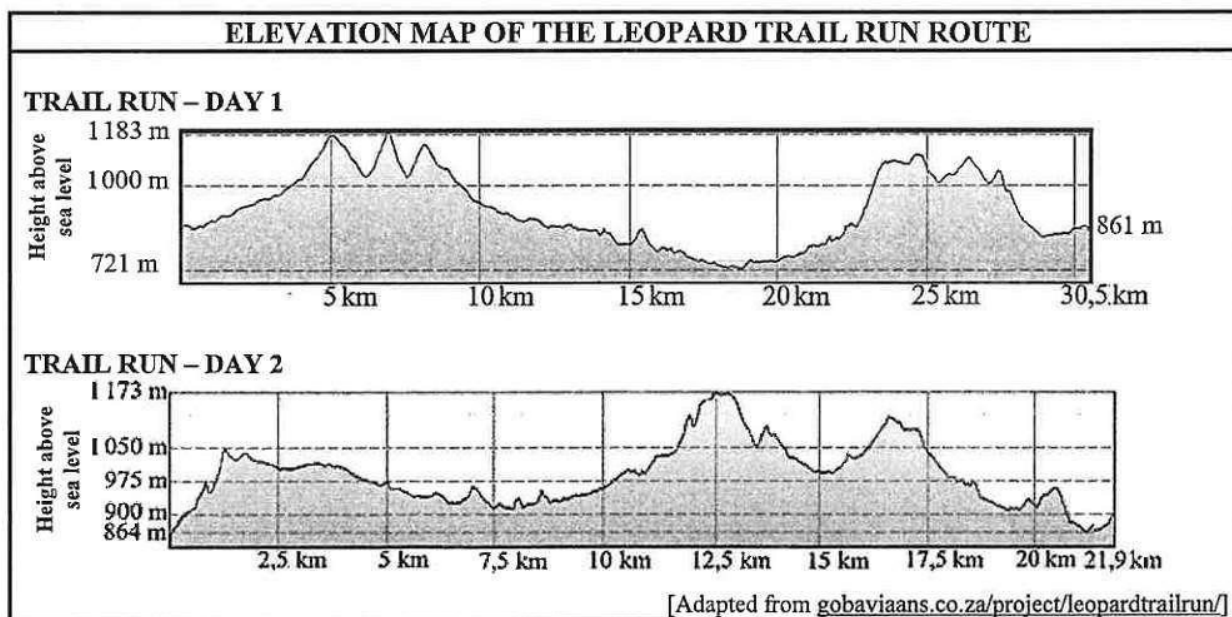 ELEVATION MAP OF THE LEOPARD TRAIL RUN ROUTE
TRAIL RUN – DAY 1
Height above
sea level
1 183 m
1000 m
721 m
861 m
5 km
10 km
15 km
20 km
25 km
30,5 km
TRAIL RUN – DAY 2
Height above
sea level
1 173 m
1 050 m
975 m
900 m
864 m
2,5 km
5 km
7,5 km
10 km
12,5 km
15 km
17,5 km
20 km
21,9 km
[Adapted from gobaviaans.co.za/project/leopardtrailrun/]